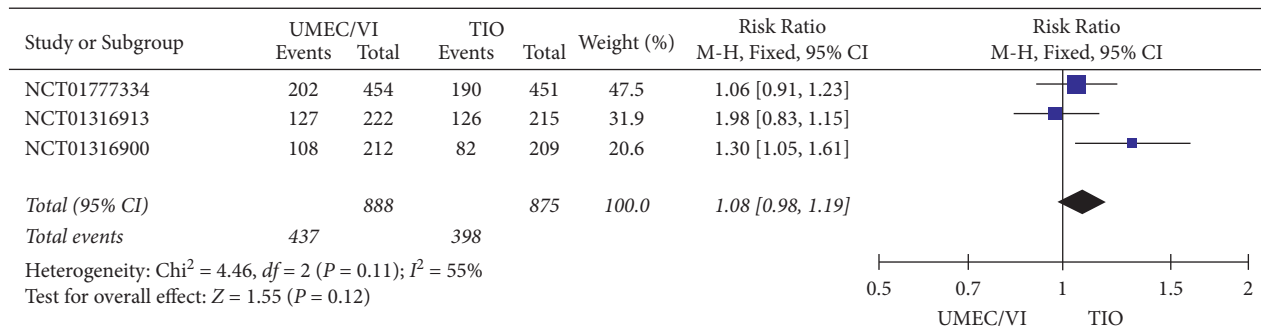 Study or Subgroup UMEC/VI TIO Weight (%) Risk Ratio Risk Ratio
Events Total Events Total M-H, Fixed, 95% CI M-H, Fixed, 95% CI
NCT01777334 202 454 190 451 47.5 1.06 [0.91, 1.23]
NCT01316913 127 222 126 215 31.9 1.98 [0.83, 1.15]
NCT01316900 108 212 82 209 20.6 1.30 [1.05, 1.61]
Total (95% CI) 888 875 100.0 1.08 [0.98, 1.19]
Total events 437 398
Heterogeneity: Chi² = 4.46, df = 2 (P = 0.11); I² = 55%
Test for overall effect: Z = 1.55 (P = 0.12)
0.5 0.7 1 1.5 2
UMEC/VI TIO